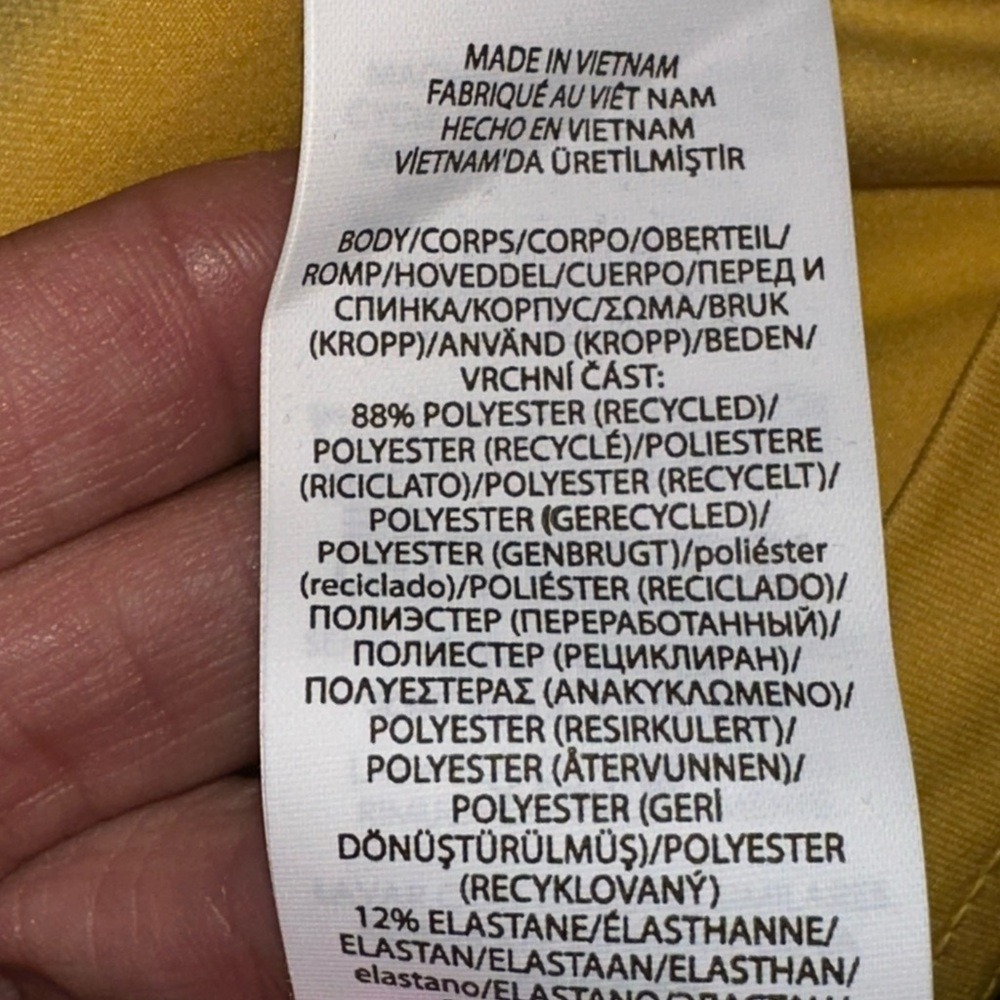 MADE IN VIETNAM
FABRIQUÉ AU VIÊT NAM
HECHO EN VIETNAM
VİETNAM'DA ÜRETİLMİŞTİR
BODY/CORPS/CORPO/OBERTEIL/
ROMP/HOVEDDEL/CUERPO/ПЕРЕД И
СПИНКА/КОРПУС/ΣΩΜΑ/BRUK
(KROPP)/ANVÄND (KROPP)/BEDEN/
VRCHNÍ ČÁST:
88% POLYESTER (RECYCLED)/
POLYESTER (RECYCLÉ)/POLIESTERE
(RICICLATO)/POLYESTER (RECYCELT)/
POLYESTER (GERECYCLED)/
POLYESTER (GENBRUGT)/poliéster
(reciclado)/POLIÉSTER (RECICLADO)/
ПОЛИЭСТЕР (ПЕРЕРАБОТАННЫЙ)/
ПОЛИЕСТЕР (РЕЦИКЛИРАН)/
ΠΟΛΥΕΣΤΕΡΑΣ (ΑΝΑΚΥΚΛΩΜΕΝΟ)/
POLYESTER (RESIRKULERT)/
POLYESTER (ÅTERVUNNEN)/
POLYESTER (GERİ
DÖNÜŞTÜRÜLMÜŞ)/POLYESTER
(RECYKLOVANÝ)
12% ELASTANE/ÉLASTHANNE/
ELASTAN/ELASTAAN/ELASTHAN/
elastano/ELASTANO/ЭЛАСТАН/